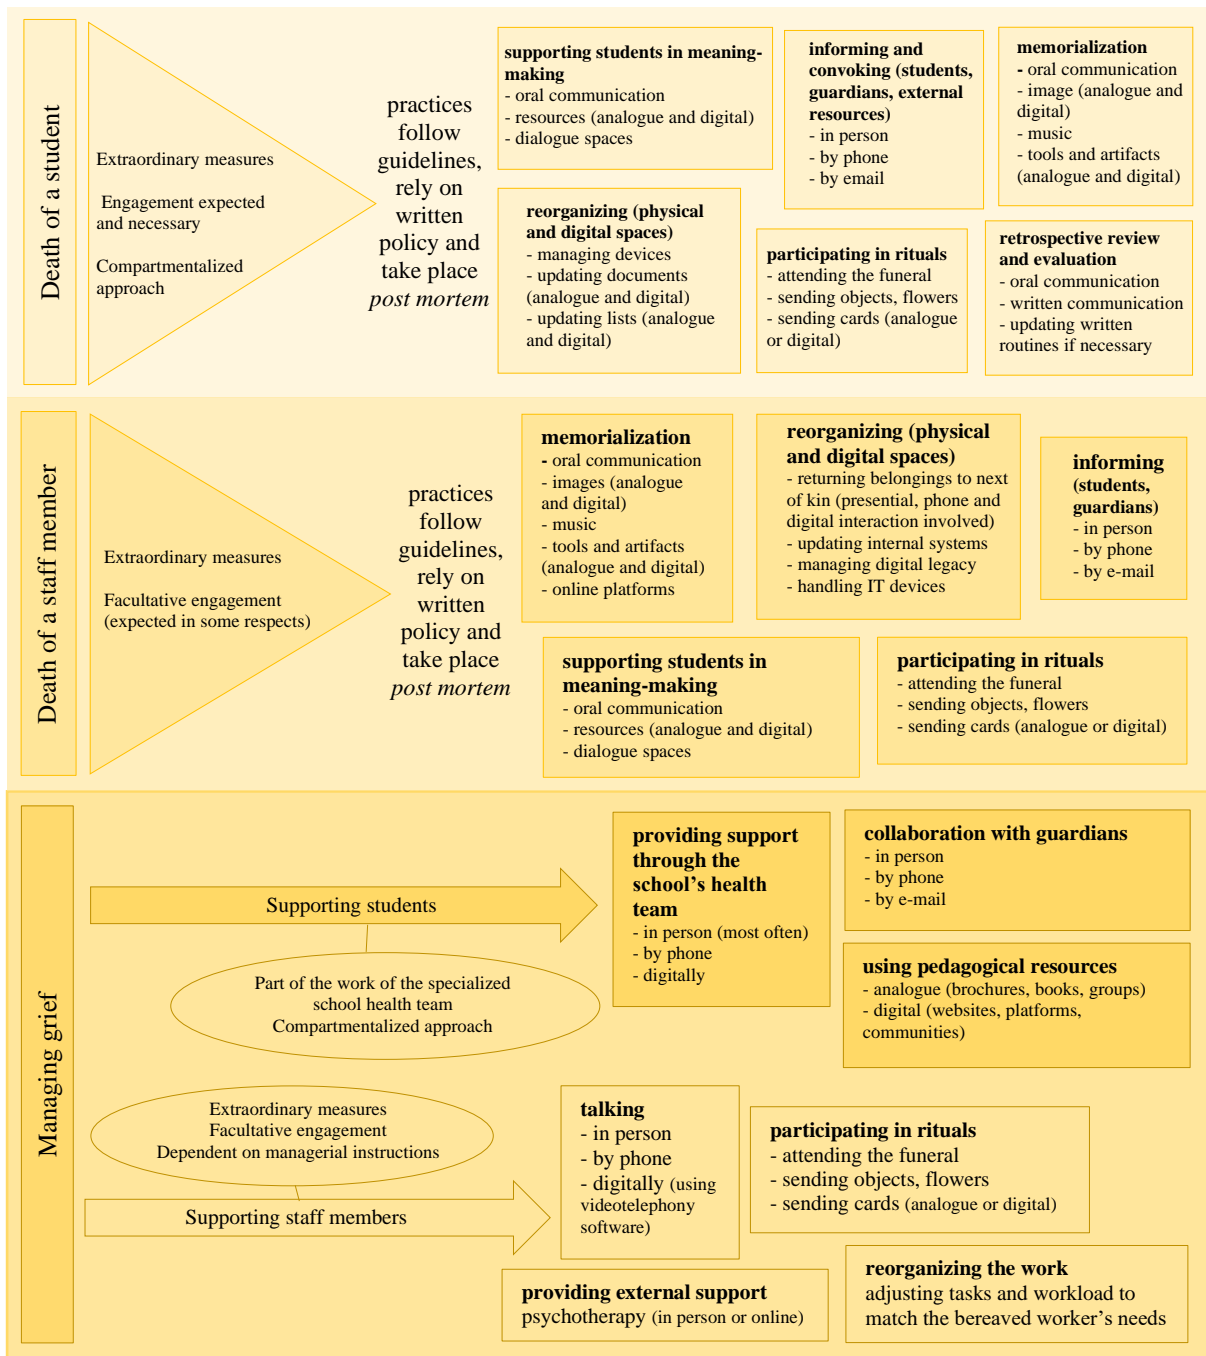 Death of a student
Extraordinary measures
Engagement expected
and necessary
Compartmentalized
approach
practices
follow
guidelines,
rely on
written
policy and
take place
post mortem
supporting students in meaning-
making
- oral communication
- resources (analogue and digital)
- dialogue spaces
informing and
convoking (students,
guardians, external
resources)
- in person
- by phone
- by email
memorialization
- oral communication
- image (analogue and
digital)
- music
- tools and artifacts
(analogue and digital)
reorganizing (physical
and digital spaces)
- managing devices
- updating documents
(analogue and digital)
- updating lists (analogue
and digital)
participating in rituals
- attending the funeral
- sending objects, flowers
- sending cards (analogue
or digital)
retrospective review
and evaluation
- oral communication
- written communication
- updating written
routines if necessary
Death of a staff member
Extraordinary measures
Facultative engagement
(expected in some respects)
practices
follow
guidelines,
rely on
written
policy and
take place
post mortem
memorialization
- oral communication
- images (analogue
and digital)
- music
- tools and artifacts
(analogue and digital)
- online platforms
reorganizing (physical
and digital spaces)
- returning belongings to next
of kin (presential, phone and
digital interaction involved)
- updating internal systems
- managing digital legacy
- handling IT devices
informing
(students,
guardians)
- in person
- by phone
- by e-mail
supporting students in
meaning-making
- oral communication
- resources (analogue and digital)
- dialogue spaces
participating in rituals
- attending the funeral
- sending objects, flowers
- sending cards (analogue or digital)
Managing grief
Supporting students
Part of the work of the specialized
school health team
Compartmentalized approach
providing support
through the
school's health
team
- in person (most often)
- by phone
- digitally
collaboration with guardians
- in person
- by phone
- by e-mail
using pedagogical resources
- analogue (brochures, books, groups)
- digital (websites, platforms,
communities)
Extraordinary measures
Facultative engagement
Dependent on managerial instructions
Supporting staff members
talking
- in person
- by phone
- digitally (using
videotelephony
software)
participating in rituals
- attending the funeral
- sending objects, flowers
- sending cards (analogue or digital)
providing external support
psychotherapy (in person or online)
reorganizing the work
adjusting tasks and workload to
match the bereaved worker's needs